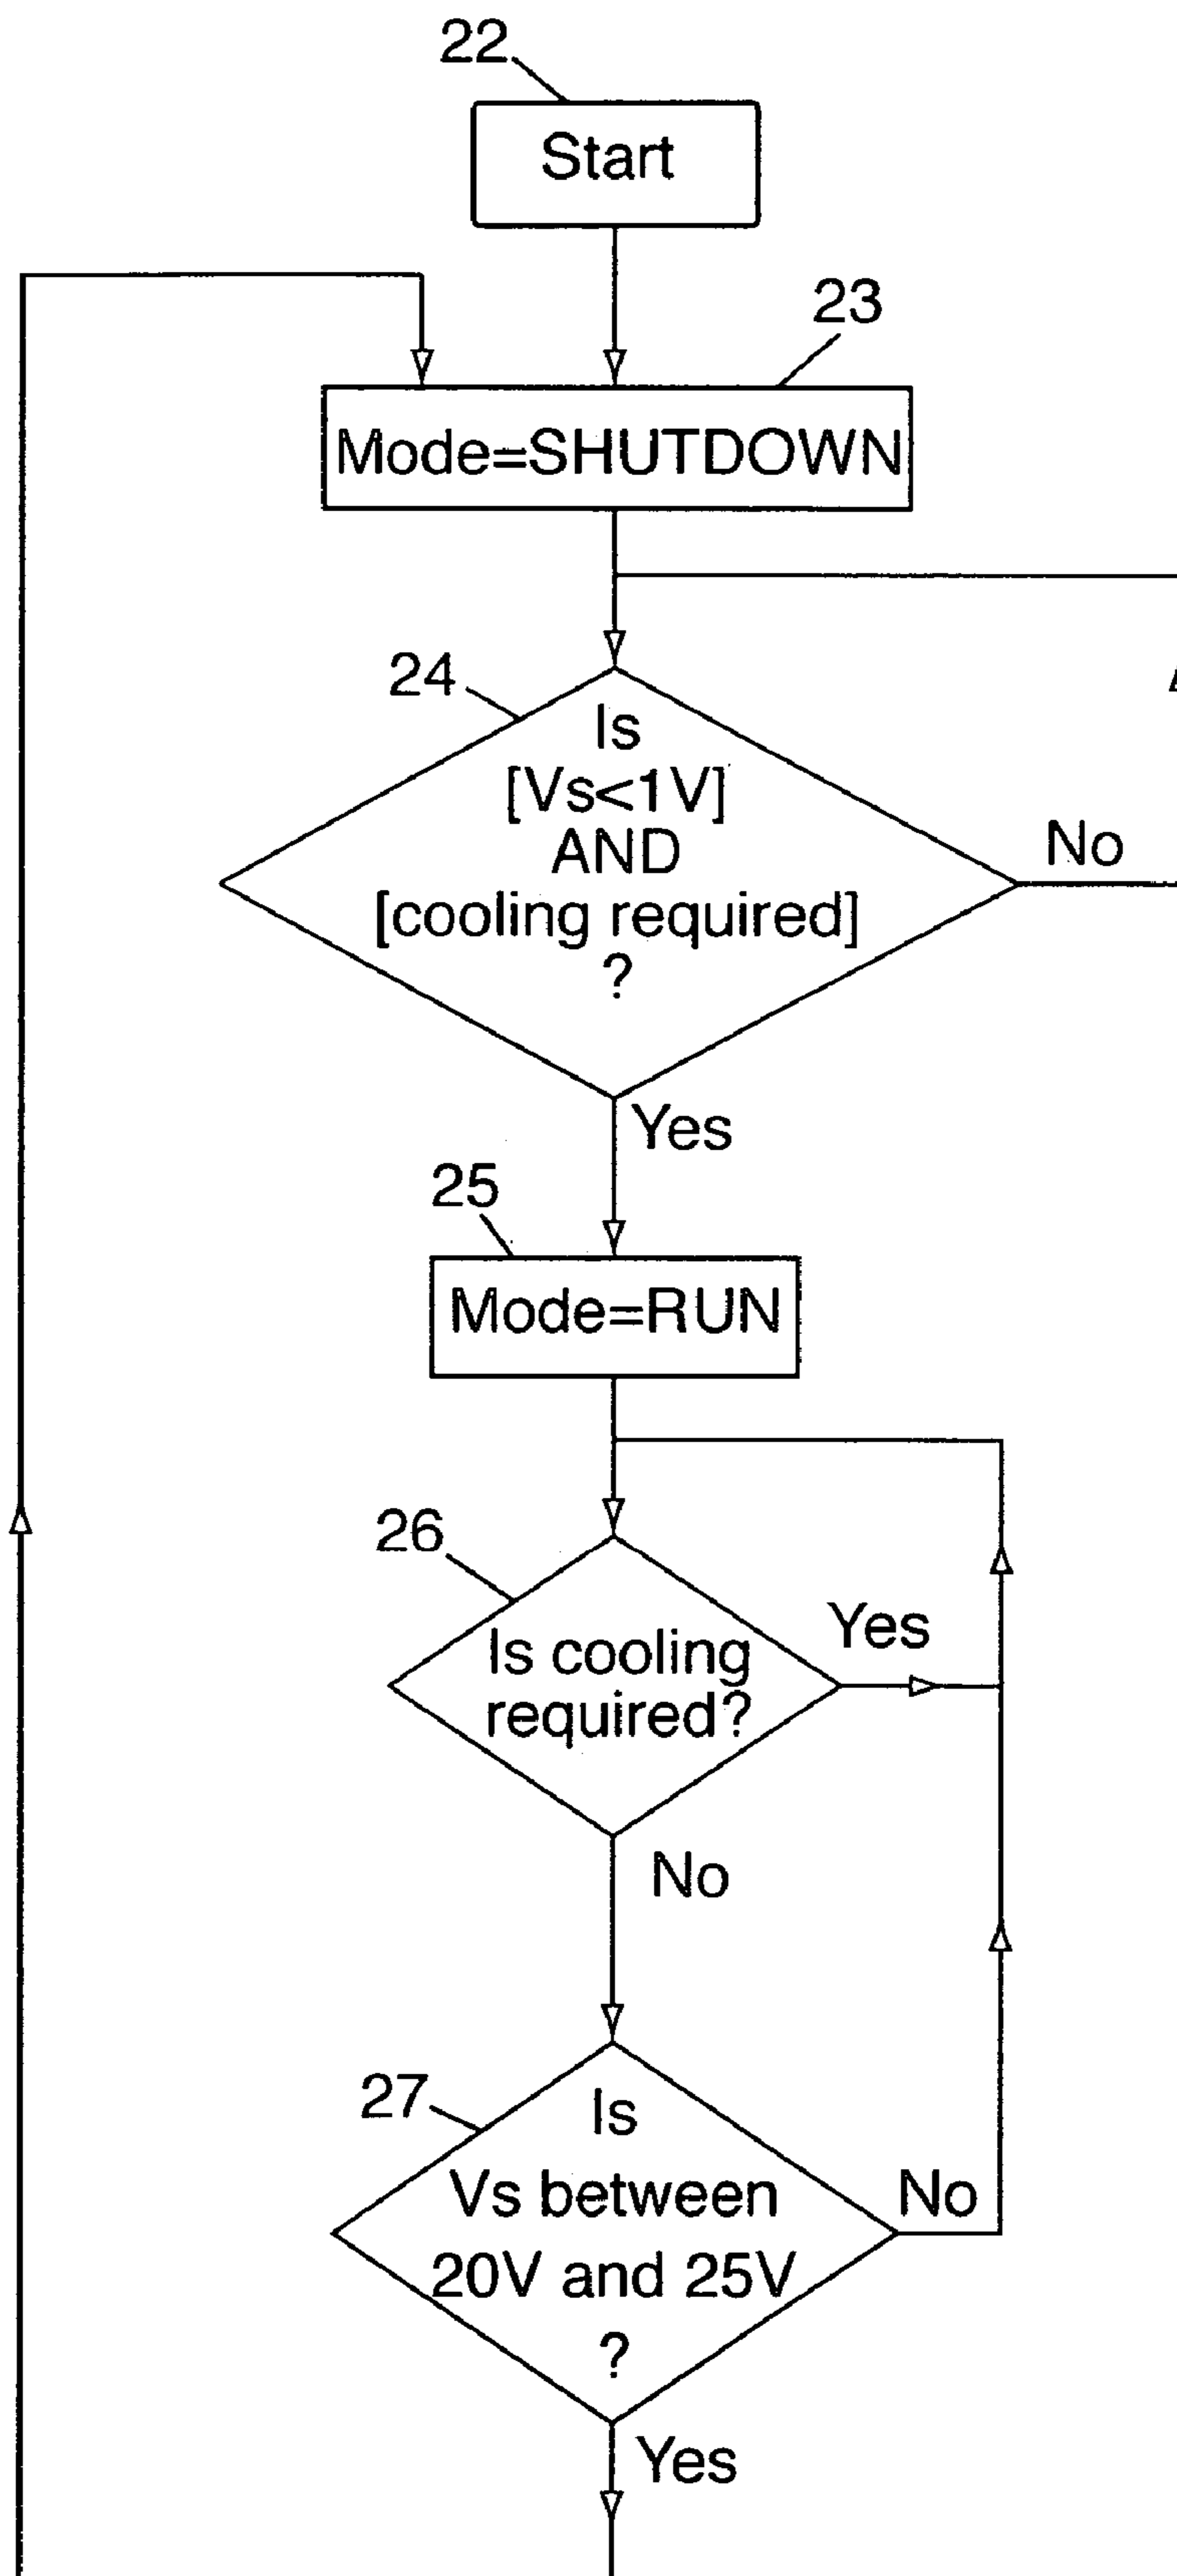 22
Start
23
Mode=SHUTDOWN
24
Is
[Vs<1V]
AND
[cooling required]
?
No
Yes
25
Mode=RUN
26
Is cooling
required?
Yes
No
27
Is
Vs between
20V and 25V
?
No
Yes